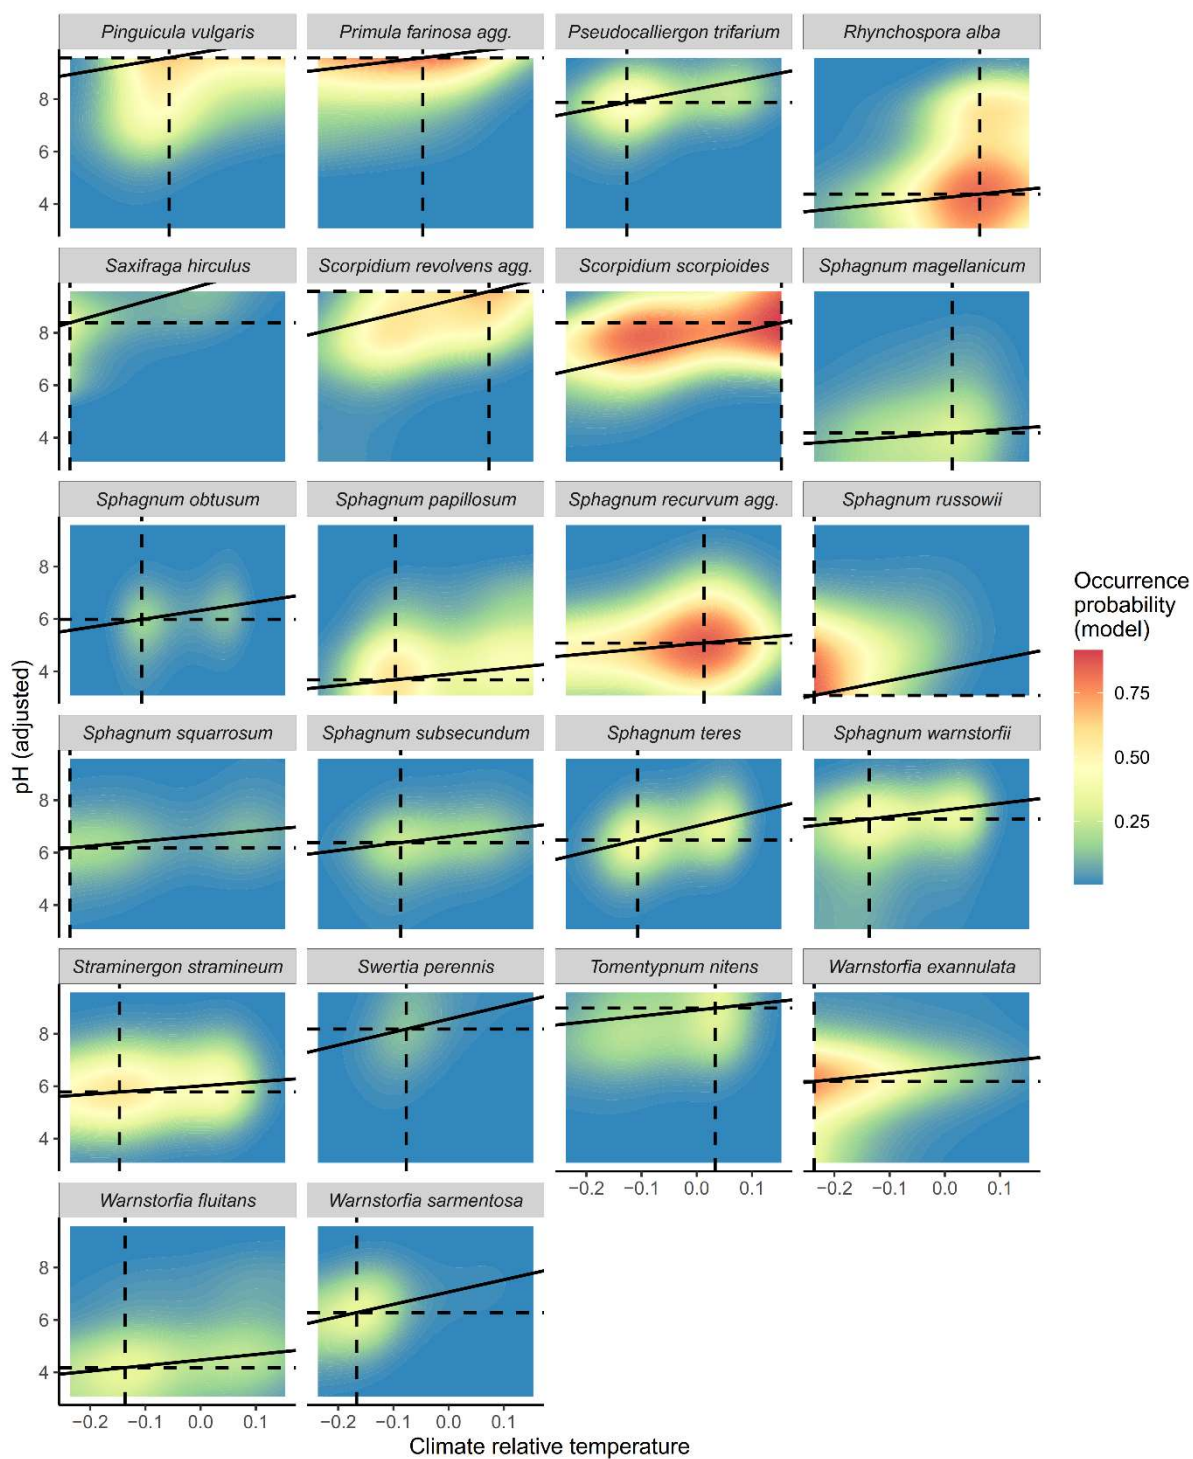 Pinguicula vulgaris
Primula farinosa agg.
Pseudocalliergon trifarium
Rhynchospora alba
8
6
4
Saxifraga hirculus
Scorpidium revolvens agg.
Scorpidium scorpioides
Sphagnum magellanicum
8
6
4
Sphagnum obtusum
Sphagnum papillosum
Sphagnum recurvum agg.
Sphagnum russowii
8
6
4
pH (adjusted)
Occurrence
probability
(model)
0.75
0.50
0.25
Sphagnum squarrosum
Sphagnum subsecundum
Sphagnum teres
Sphagnum warnstorfii
8
6
4
Straminergon stramineum
Swertia perennis
Tomentypnum nitens
Warnstorfia exannulata
8
6
4
−0.2 −0.1 0.0 0.1
−0.2 −0.1 0.0 0.1
Warnstorfia fluitans
Warnstorfia sarmentosa
8
6
4
−0.2 −0.1 0.0 0.1
−0.2 −0.1 0.0 0.1
Climate relative temperature